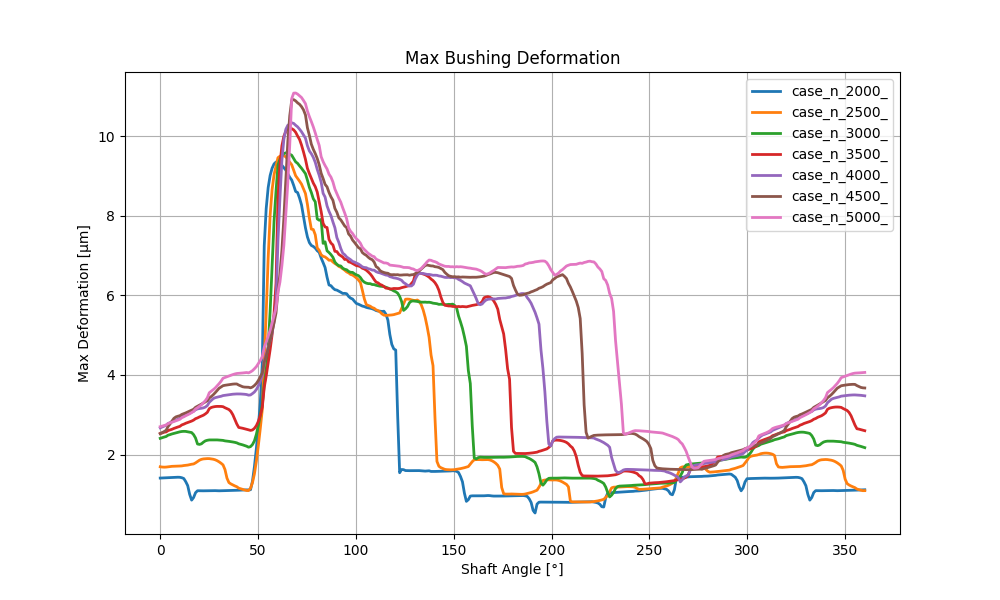 Max Bushing Deformation
Max Deformation [µm]
10
8
6
4
2
0
50
100
150
200
250
300
350
Shaft Angle [°]
case_n_2000_
case_n_2500_
case_n_3000_
case_n_3500_
case_n_4000_
case_n_4500_
case_n_5000_